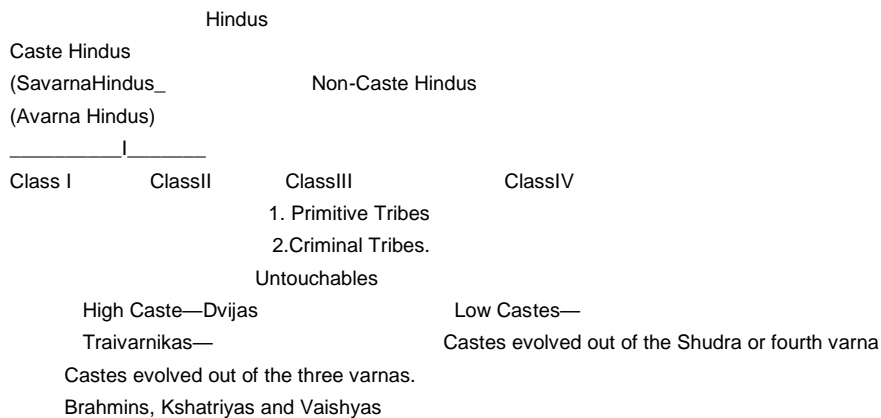 Hindus
Caste Hindus
(SavarnaHindus_ Non-Caste Hindus
(Avarna Hindus)
__________I_______
Class I ClassII ClassIII ClassIV
1. Primitive Tribes
2.Criminal Tribes.
Untouchables
High Caste—Dvijas Low Castes—
Traivarnikas— Castes evolved out of the Shudra or fourth varna
Castes evolved out of the three varnas.
Brahmins, Kshatriyas and Vaishyas